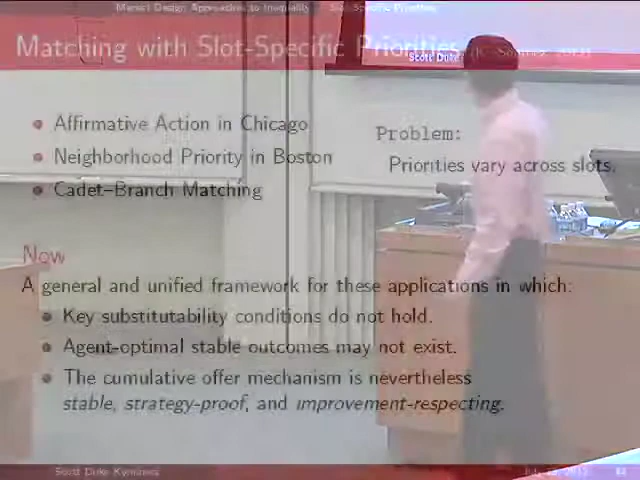 Market Design Approaches to Inequality Slot-Specific Priorities
Matching with Slot-Specific Priorities
Scott Duke
• Affirmative Action in Chicago
• Neighborhood Priority in Boston
• Cadet–Branch Matching
Problem:
Priorities vary across slots.
Now
A general and unified framework for these applications in which:
• Key substitutability conditions do not hold.
• Agent-optimal stable outcomes may not exist.
• The cumulative offer mechanism is nevertheless
stable, strategy-proof, and improvement-respecting.
Scott Duke Kominers